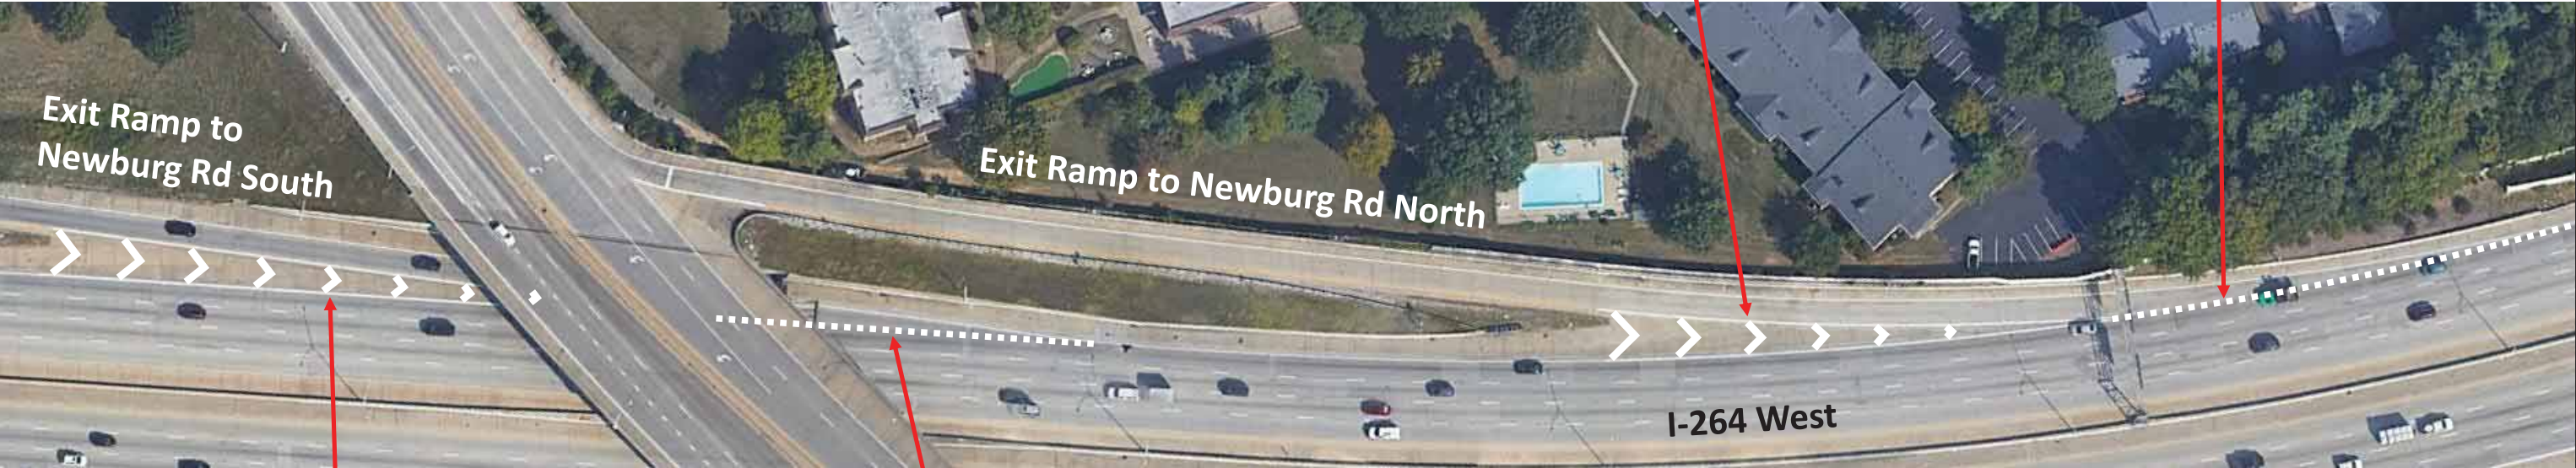 Exit Ramp to
Newburg Rd South
Exit Ramp to Newburg Rd North
I-264 West